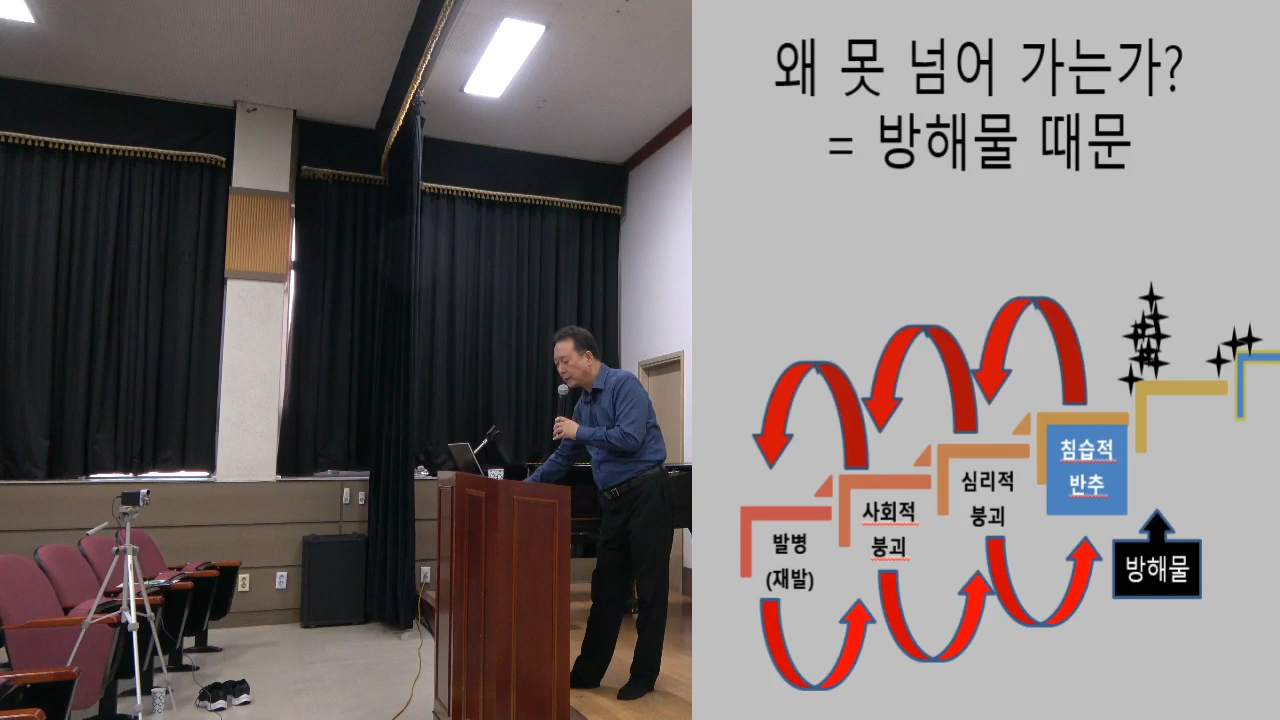 왜 못 넘어 가는가?
= 방해물 때문
침습적
반추
심리적
붕괴
사회적
붕괴
발병
(재발)
방해물